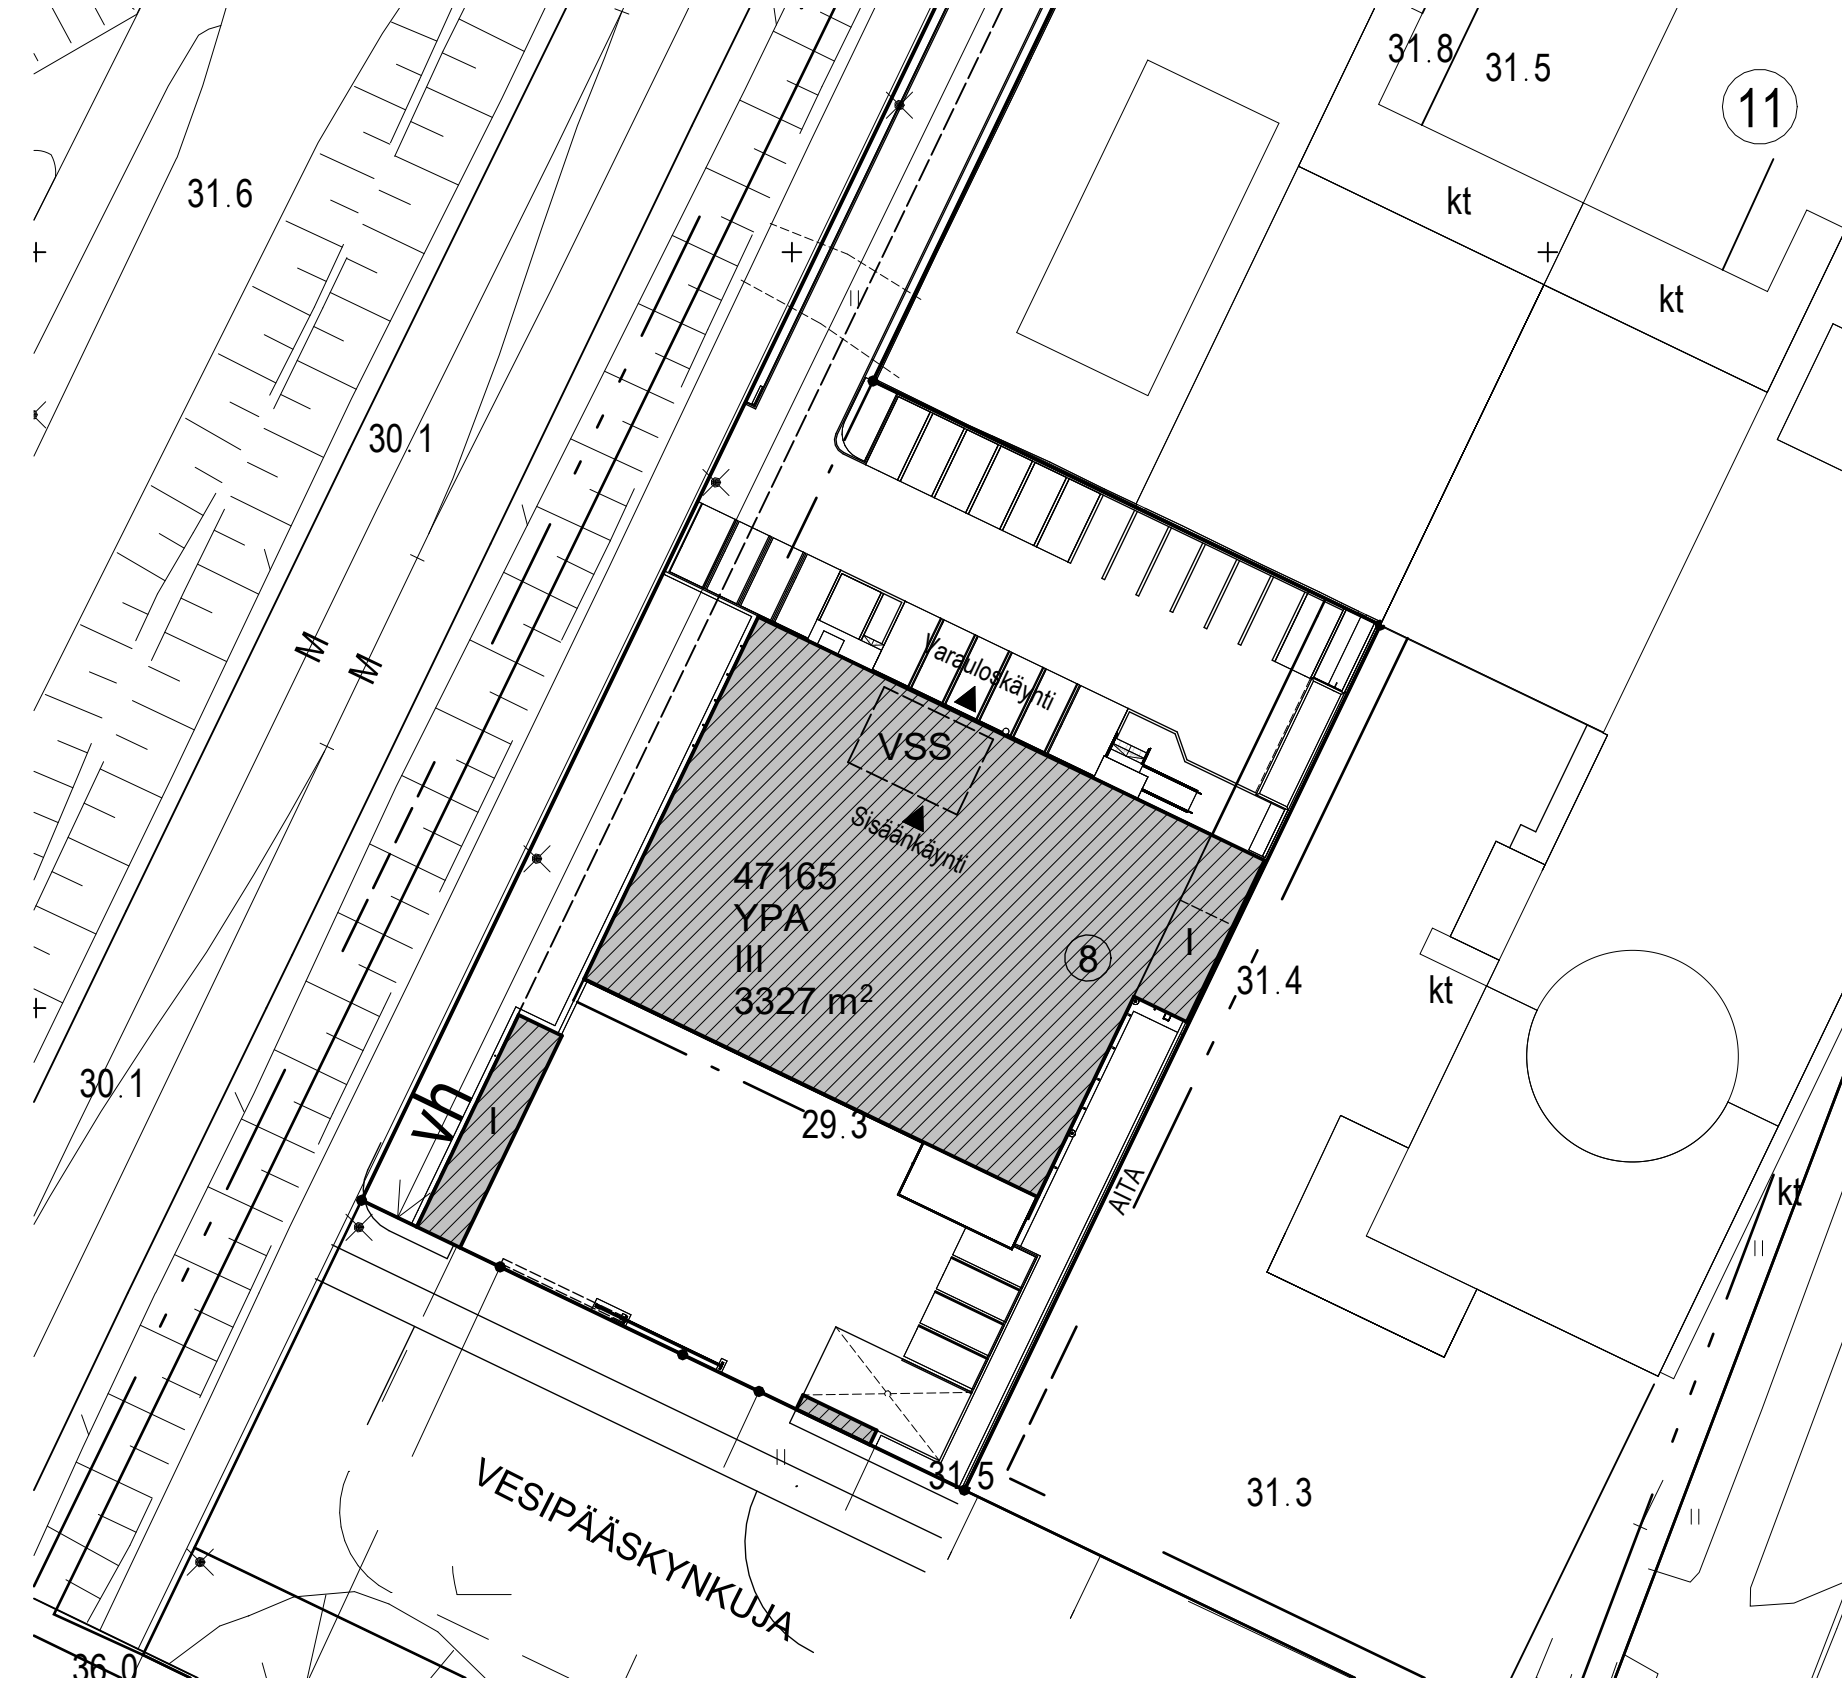 31.8
31.5
11
31.6
kt
kt
30.1
M
M
Varauloskäynti
VSS
Sisäänkäynti
47165
YPA
III
3327 m²
8
I
31.4
kt
30.1
vh
I
29.3
AITA
kt
31.5
31.3
VESIPÄÄSKYNKUJA
36.0